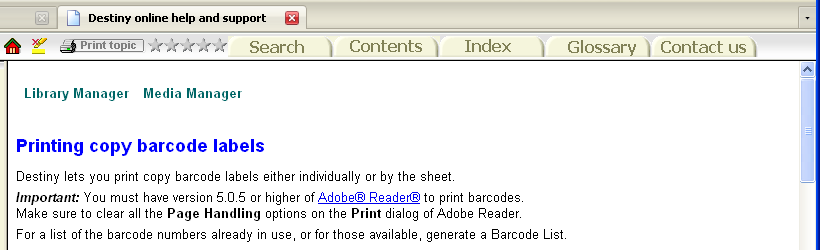 Destiny online help and support
Print topic Search Contents Index Glossary Contact us
Library Manager Media Manager
Printing copy barcode labels
Destiny lets you print copy barcode labels either individually or by the sheet.
Important: You must have version 5.0.5 or higher of Adobe® Reader® to print barcodes.
Make sure to clear all the Page Handling options on the Print dialog of Adobe Reader.
For a list of the barcode numbers already in use, or for those available, generate a Barcode List.